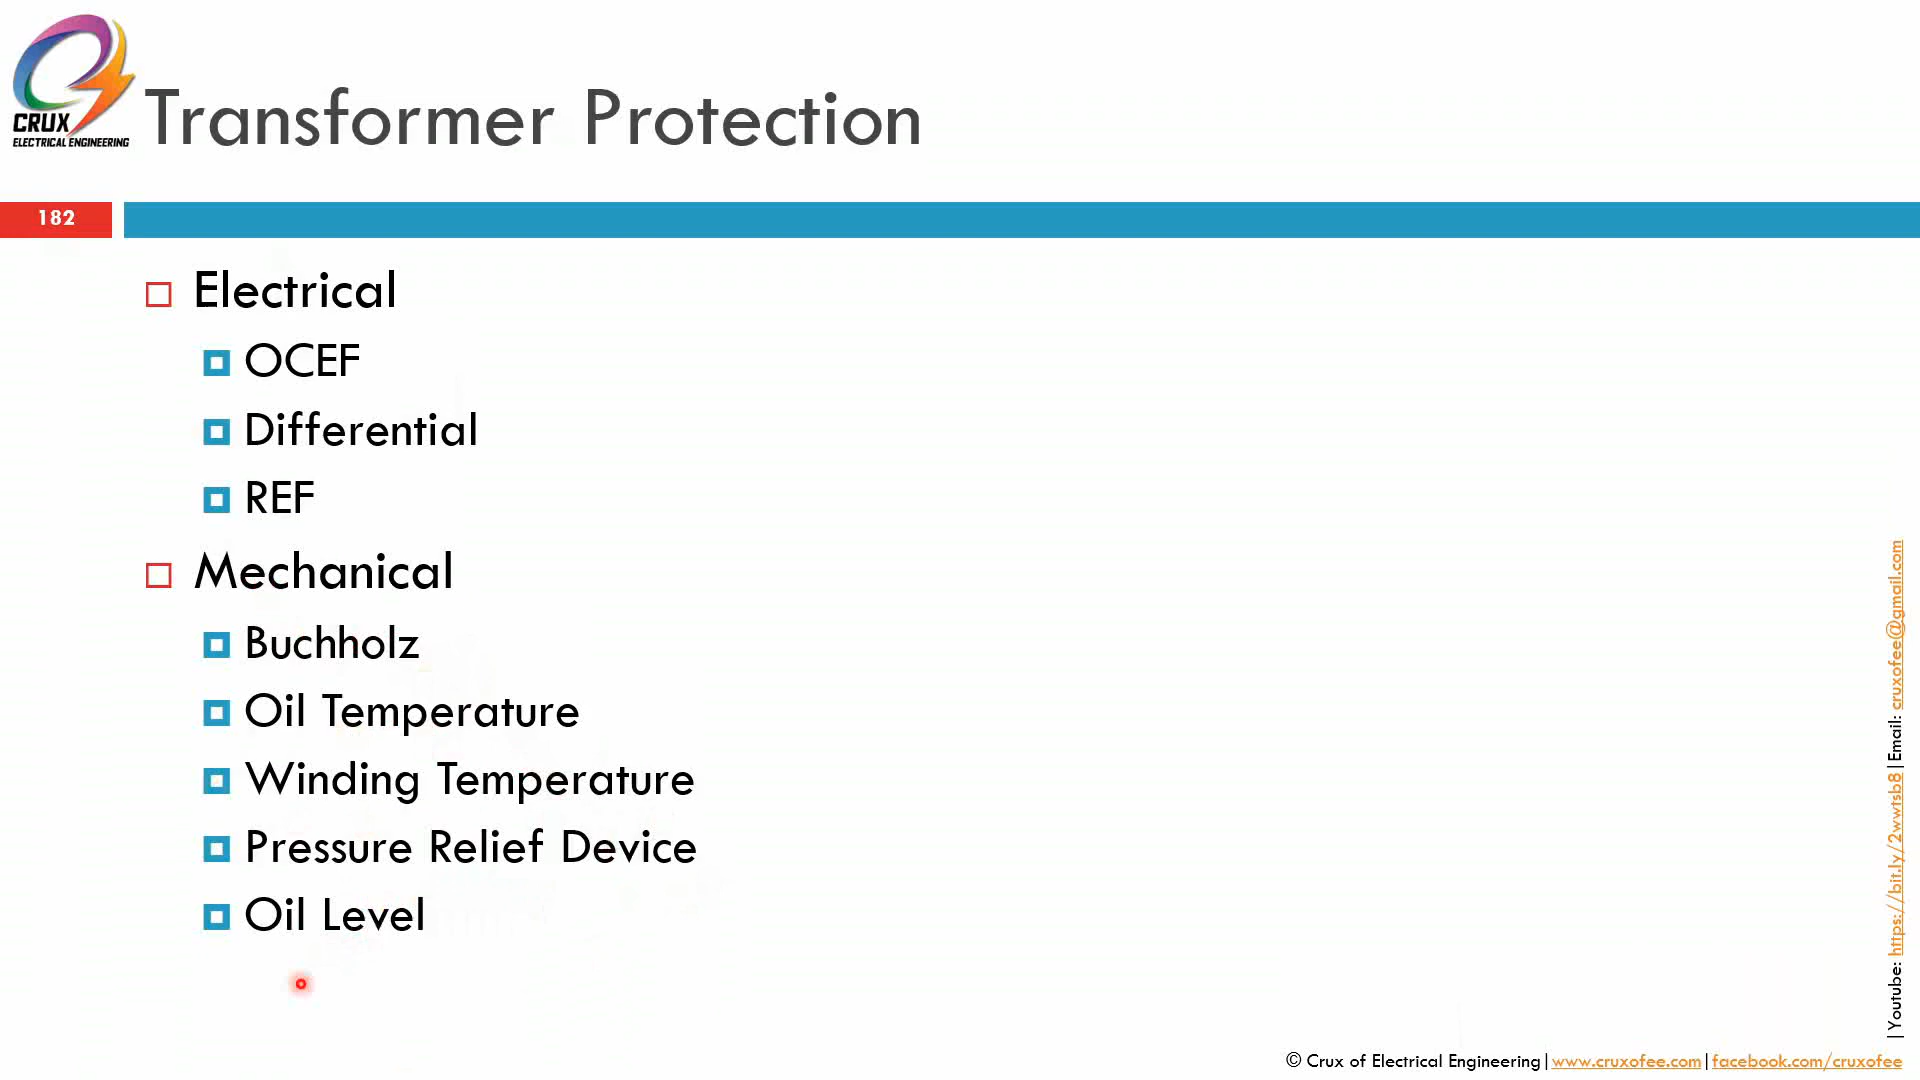 CRUX
ELECTRICAL ENGINEERING
Transformer Protection
182
Electrical
OCEF
Differential
REF
Mechanical
Buchholz
Oil Temperature
Winding Temperature
Pressure Relief Device
Oil Level
|Youtube: https://bit.ly/2wwtsb8|Email: cruxofee@gmail.com
© Crux of Electrical Engineering|www.cruxofee.com|facebook.com/cruxofee